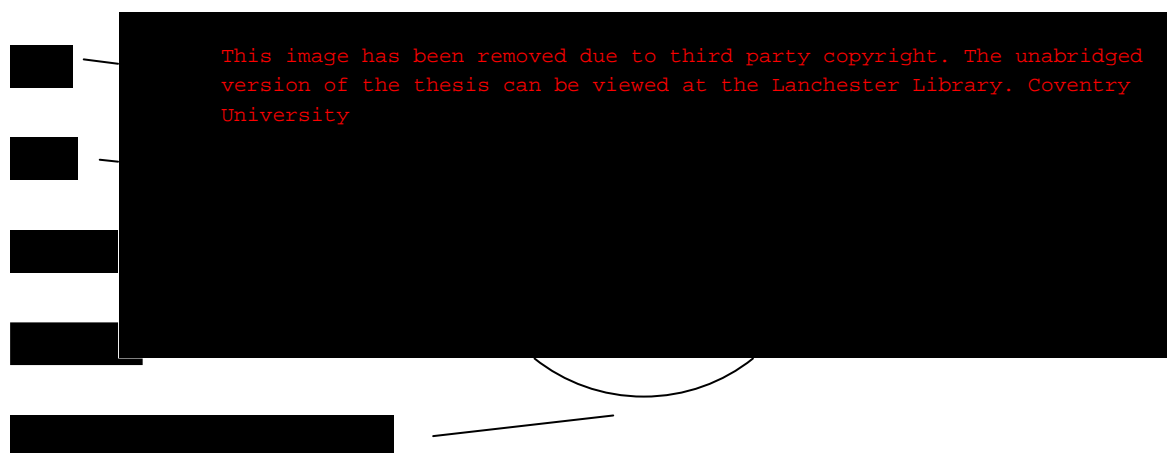 This image has been removed due to third party copyright. The unabridged
version of the thesis can be viewed at the Lanchester Library. Coventry
University